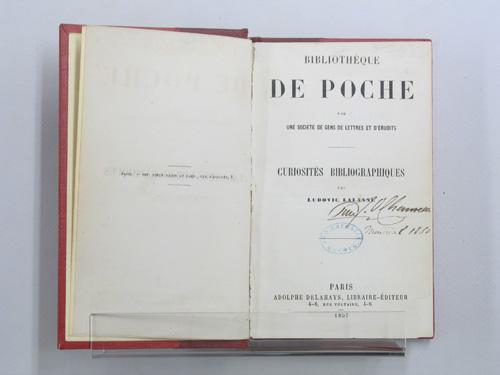 BIBLIOTHÈQUE
DE POCHE
PAR
UNE SOCIÉTÉ DE GENS DE LETTRES ET D'ÉRUDITS
CURIOSITÉS BIBLIOGRAPHIQUES
PAR
LUDOVIC LALANNE
PARIS
ADOLPHE DELAHAYS, LIBRAIRE-ÉDITEUR
4-6, RUE VOLTAIRE, 4-6
1857